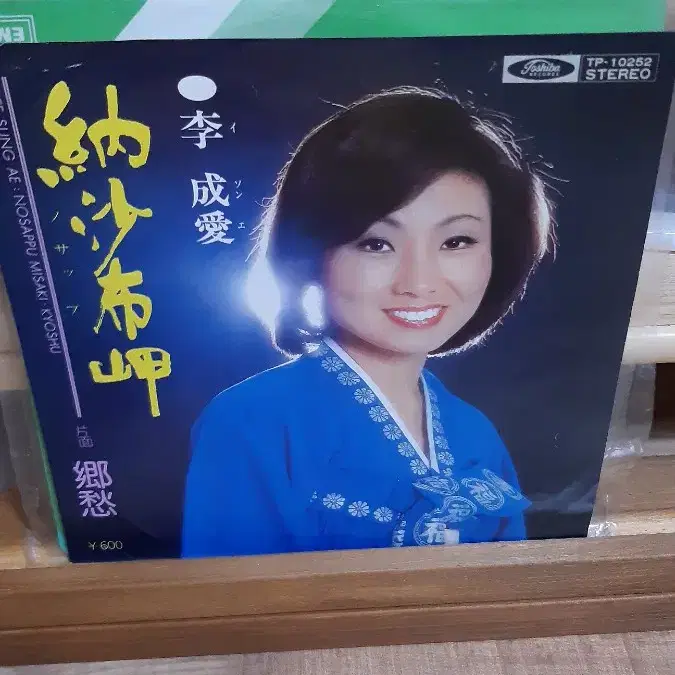 Toshiba
RECORDS
TP-10252
STEREO
納沙布岬
ノサップ
李成愛
イ ソンエ
SUNG AE : NOSAPPU MISAKI · KYOSHU
片面
郷愁
¥600